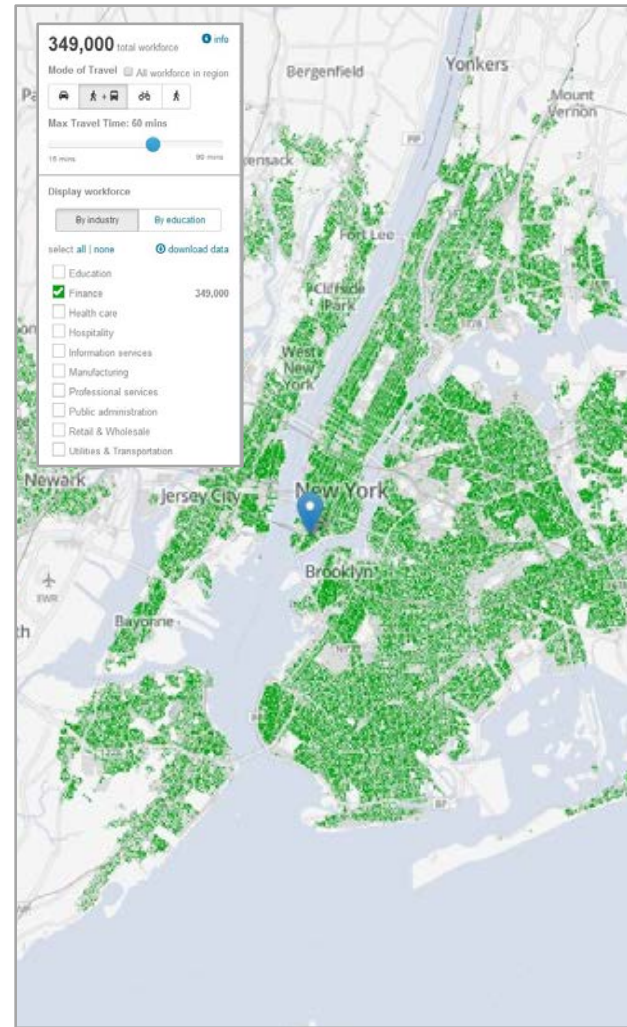 349,000 total workforce
info
Mode of Travel All workforce in region
+
Max Travel Time: 60 mins
15 mins 90 mins
Display workforce
By industry By education
select all | none download data
Education
Finance 349,000
Health care
Hospitality
Information services
Manufacturing
Professional services
Public administration
Retail & Wholesale
Utilities & Transportation
Yonkers
Bergenfield
Mount
Vernon
PIP
Fort Lee
Cliffside
Park
West
New
York
Newark
Jersey City
New York
Brooklyn
EWR
Bayonne